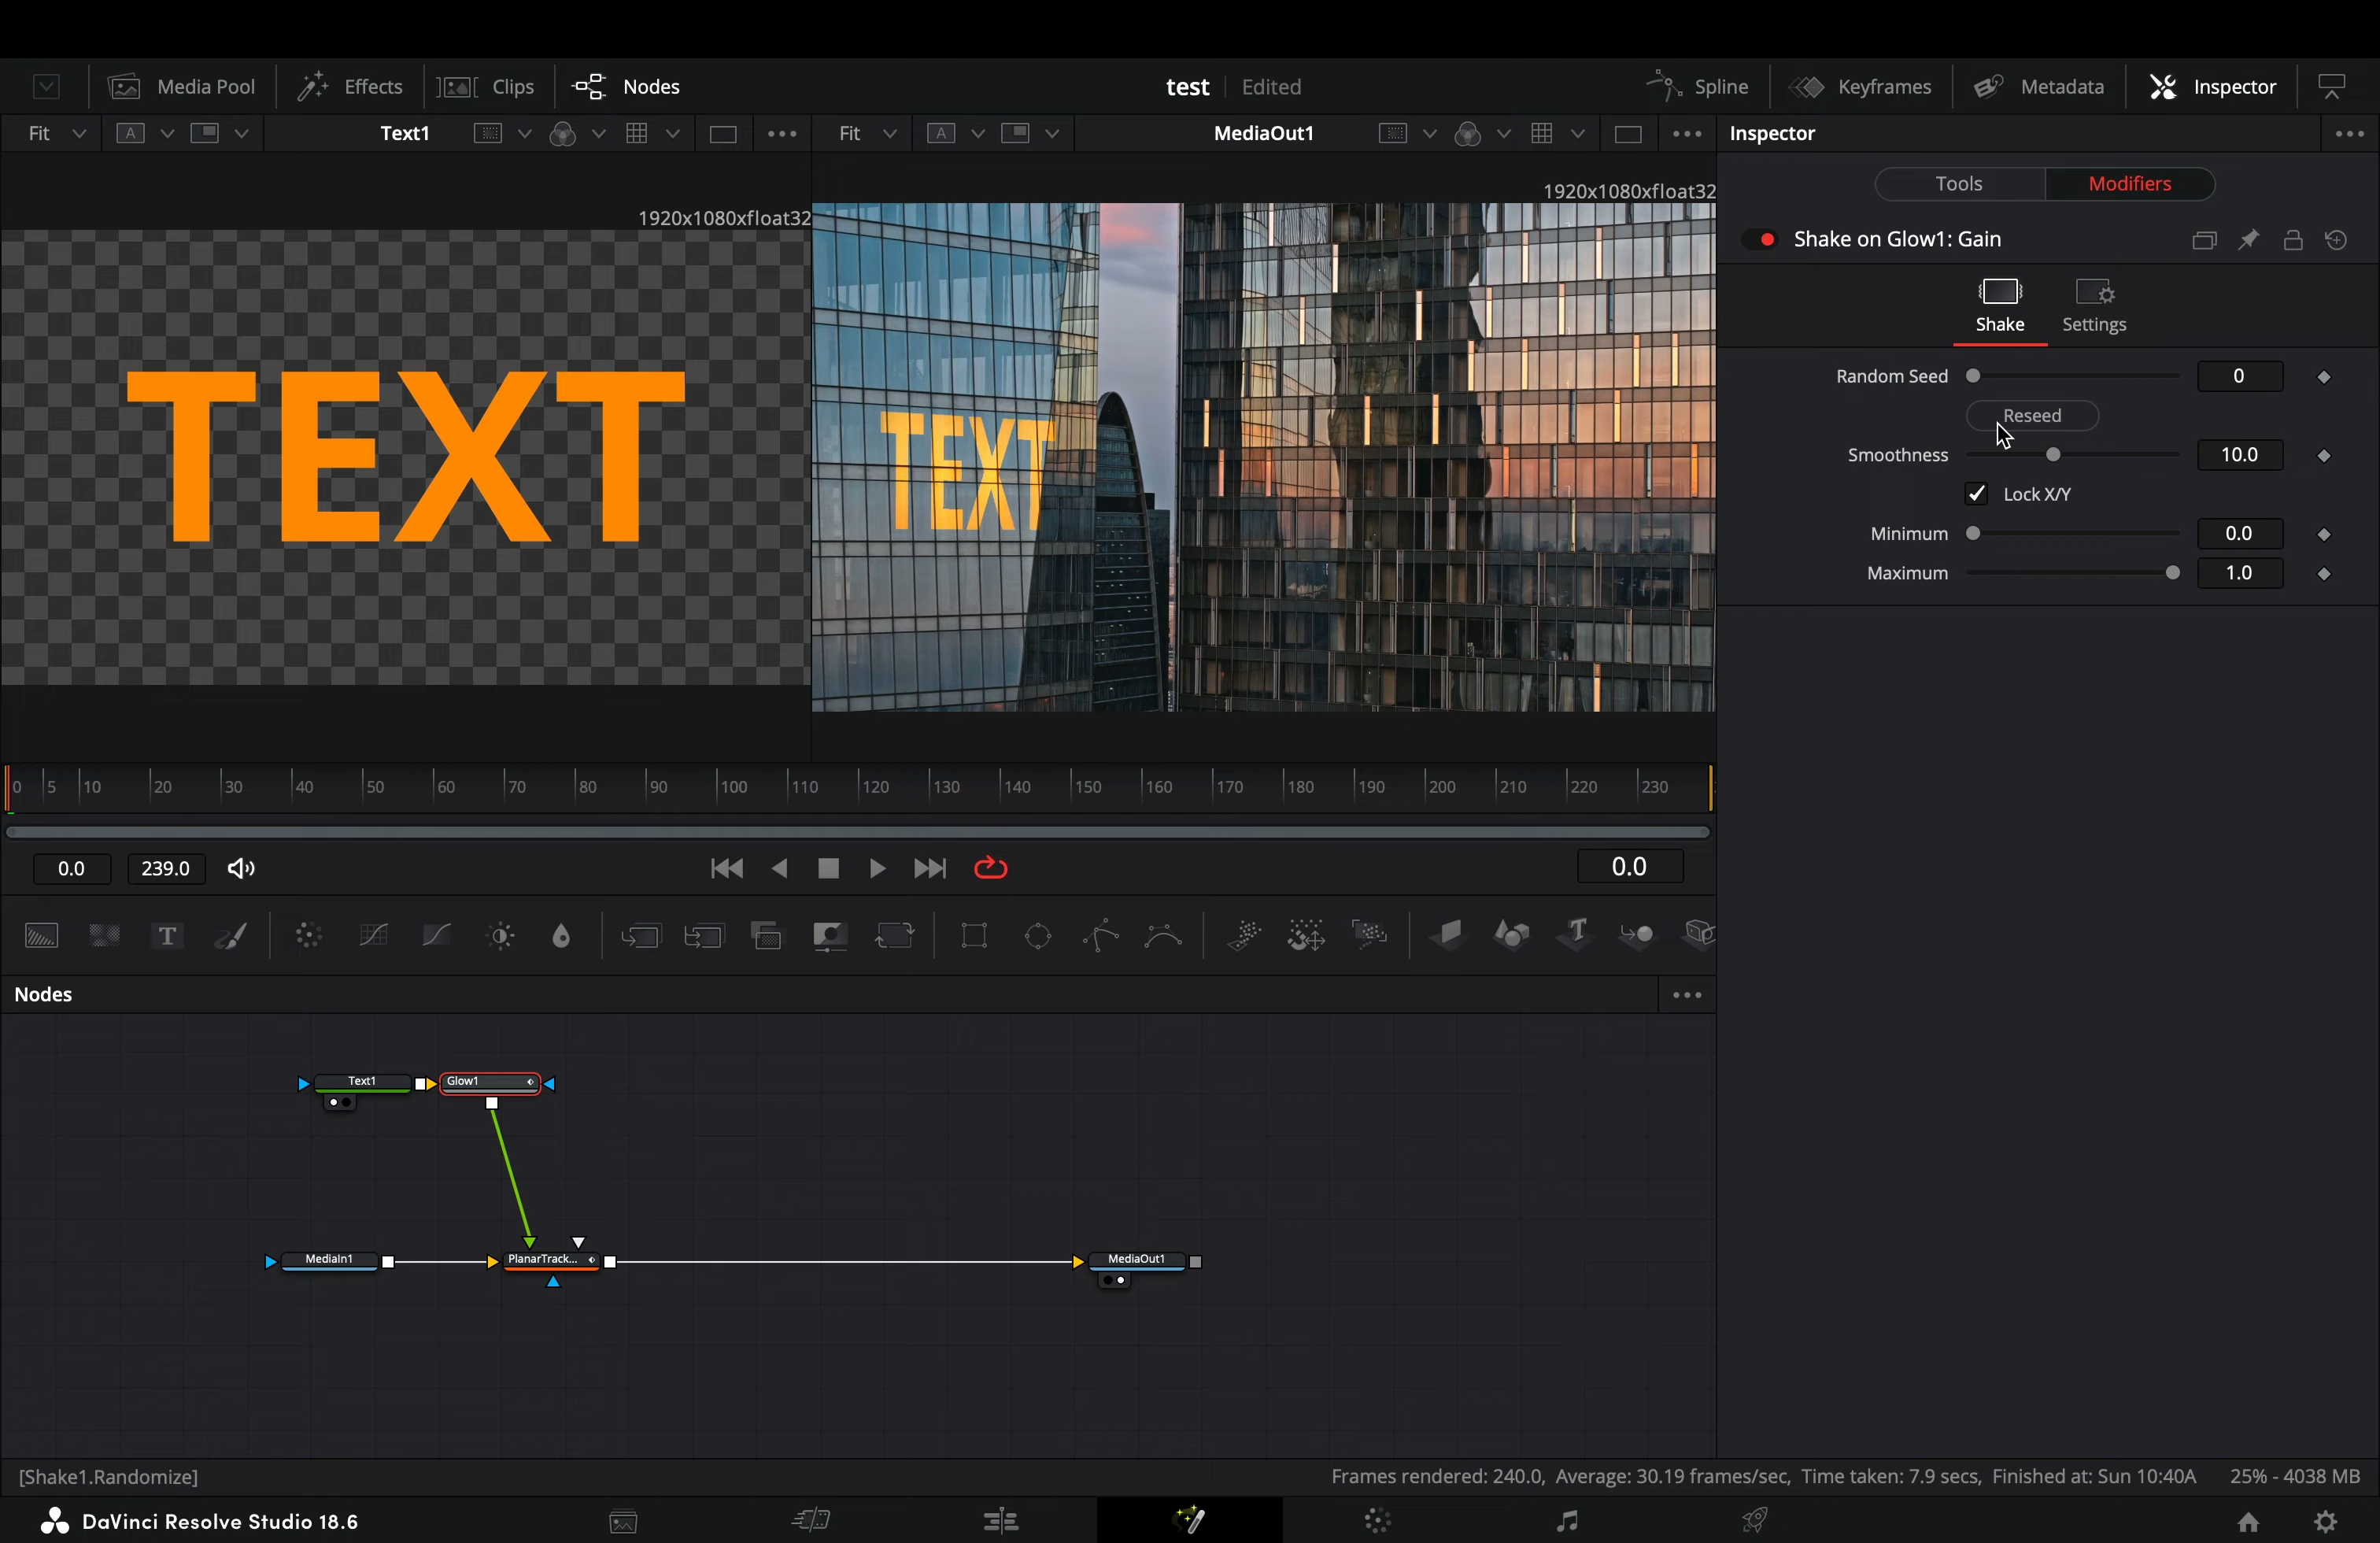 Media Pool Effects Clips Nodes test Edited Spline Keyframes Metadata Inspector
Fit A Text1 Fit A MediaOut1 Inspector
Tools Modifiers
1920x1080xfloat32 1920x1080xfloat32
Shake on Glow1: Gain
Shake Settings
Random Seed 0
Reseed
Smoothness 10.0
Lock X/Y
Minimum 0.0
Maximum 1.0
TEXT
TEXT
0 5 10 20 30 40 50 60 70 80 90 100 110 120 130 140 150 160 170 180 190 200 210 220 230
0.0 239.0 0.0
T T
Nodes
Text1 Glow1
MediaIn1 PlanarTrack... MediaOut1
[Shake1.Randomize] Frames rendered: 240.0, Average: 30.19 frames/sec, Time taken: 7.9 secs, Finished at: Sun 10:40A 25% - 4038 MB
DaVinci Resolve Studio 18.6